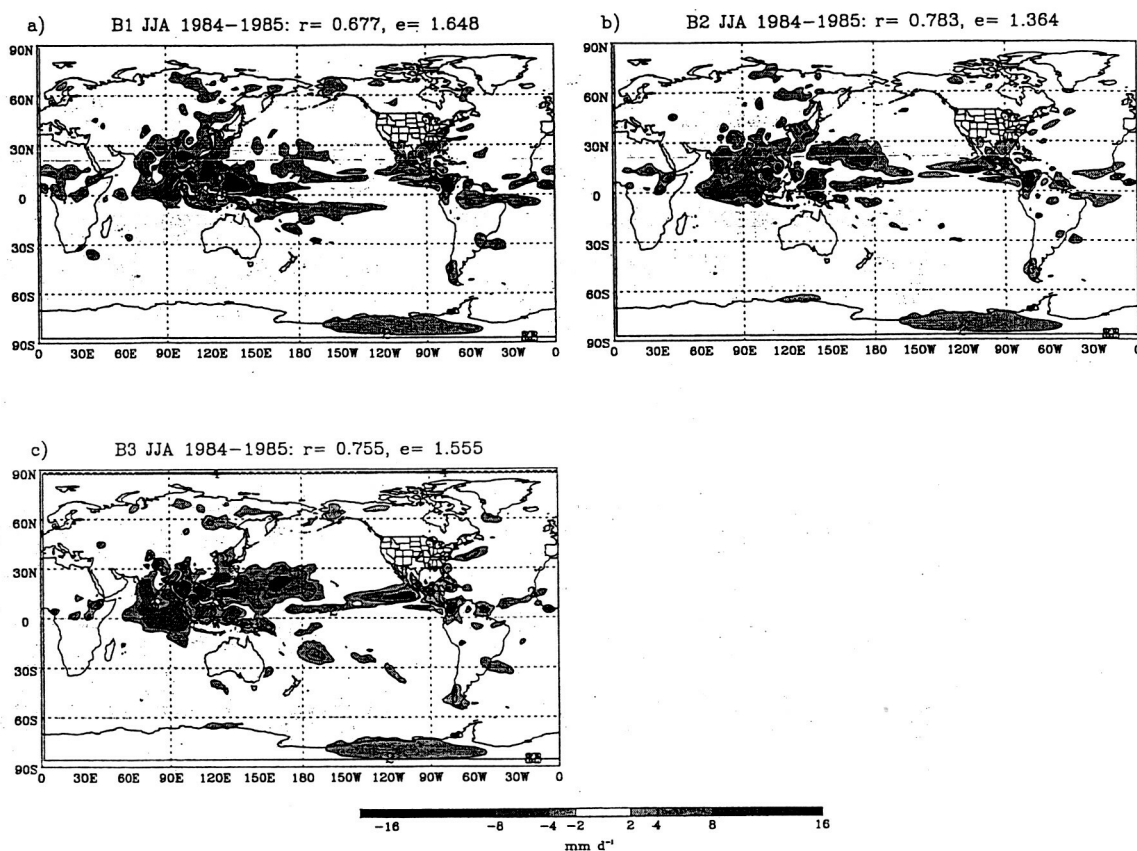 a) B1 JJA 1984−1985: r= 0.677, e= 1.648
90N
60N
30N
0
30S
60S
90S
0 30E 60E 90E 120E 150E 180 150W 120W 90W 60W 30W 0
b) B2 JJA 1984−1985: r= 0.783, e= 1.364
90N
60N
30N
0
30S
60S
90S
0 30E 60E 90E 120E 150E 180 150W 120W 90W 60W 30W 0
c) B3 JJA 1984−1985: r= 0.755, e= 1.555
90N
60N
30N
0
30S
60S
90S
0 30E 60E 90E 120E 150E 180 150W 120W 90W 60W 30W 0
−16 −8 −4 −2 2 4 8 16
mm d⁻¹